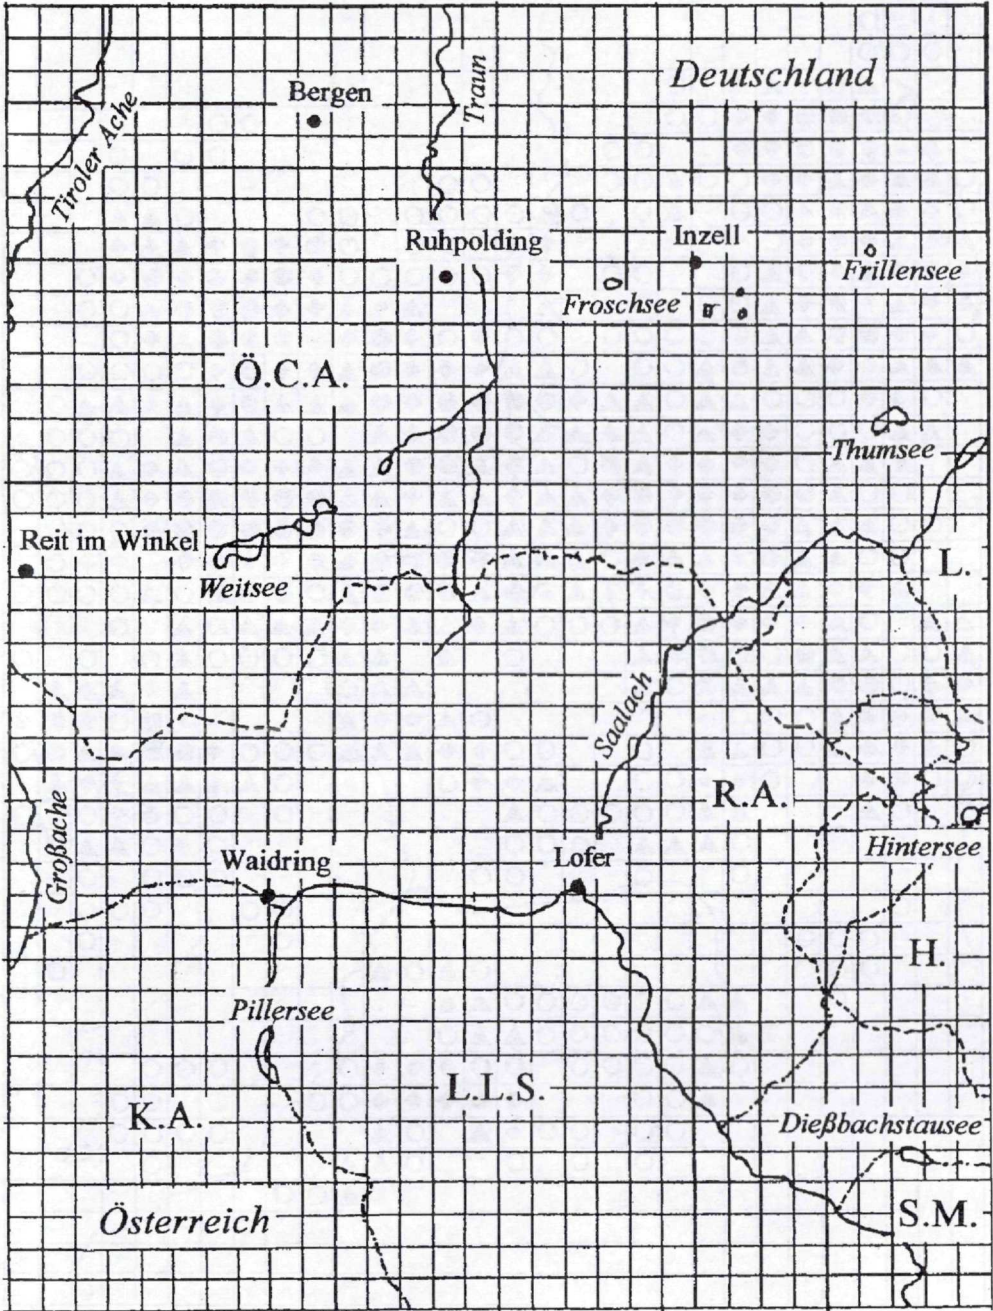 Deutschland
Bergen
Traun
Tiroler Ache
Ruhpolding
Inzell
Frillensee
Froschsee
Ö.C.A.
Thumsee
Reit im Winkel
Weitsee
L.
Saalach
R.A.
Großache
Hintersee
Waidring
Lofer
H.
Pillersee
L.L.S.
K.A.
Dießbachstausee
Österreich
S.M.